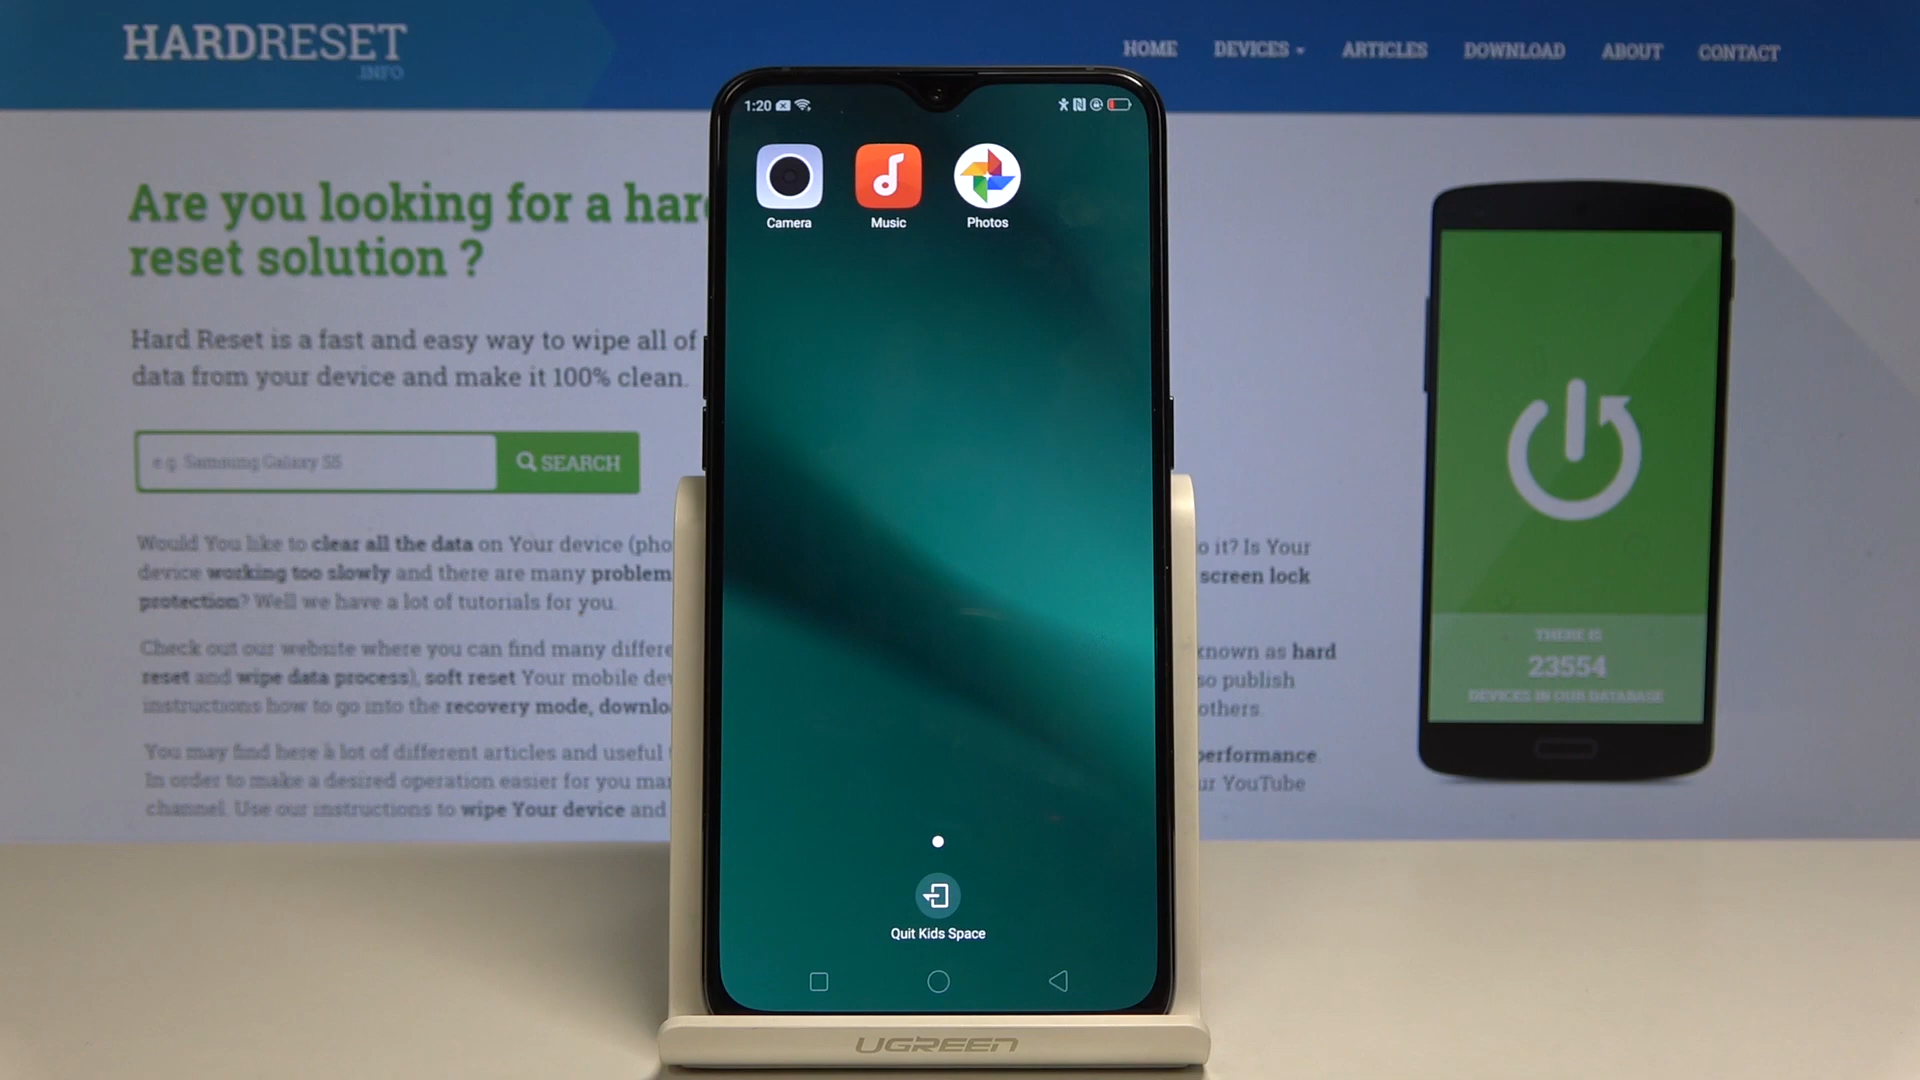 HARDRESET
.INFO
HOME DEVICES ARTICLES DOWNLOAD ABOUT CONTACT
1:20
Camera Music Photos
Are you looking for a har
reset solution ?
Hard Reset is a fast and easy way to wipe all of
data from your device and make it 100% clean.
e.g. Samsung Galaxy S5 SEARCH
Would You like to clear all the data on Your device (pho
o it? Is Your
device working too slowly and there are many problem
screen lock
protection? Well we have a lot of tutorials for you.
Check out our website where you can find many differe
known as hard
reset and wipe data process), soft reset Your mobile de
so publish
instructions how to go into the recovery mode, downlo
others.
You may find here a lot of different articles and useful
performance
In order to make a desired operation easier for you ma
ur YouTube
channel. Use our instructions to wipe Your device and
THERE IS
23554
DEVICES IN OUR DATABASE
Quit Kids Space
UGREEN